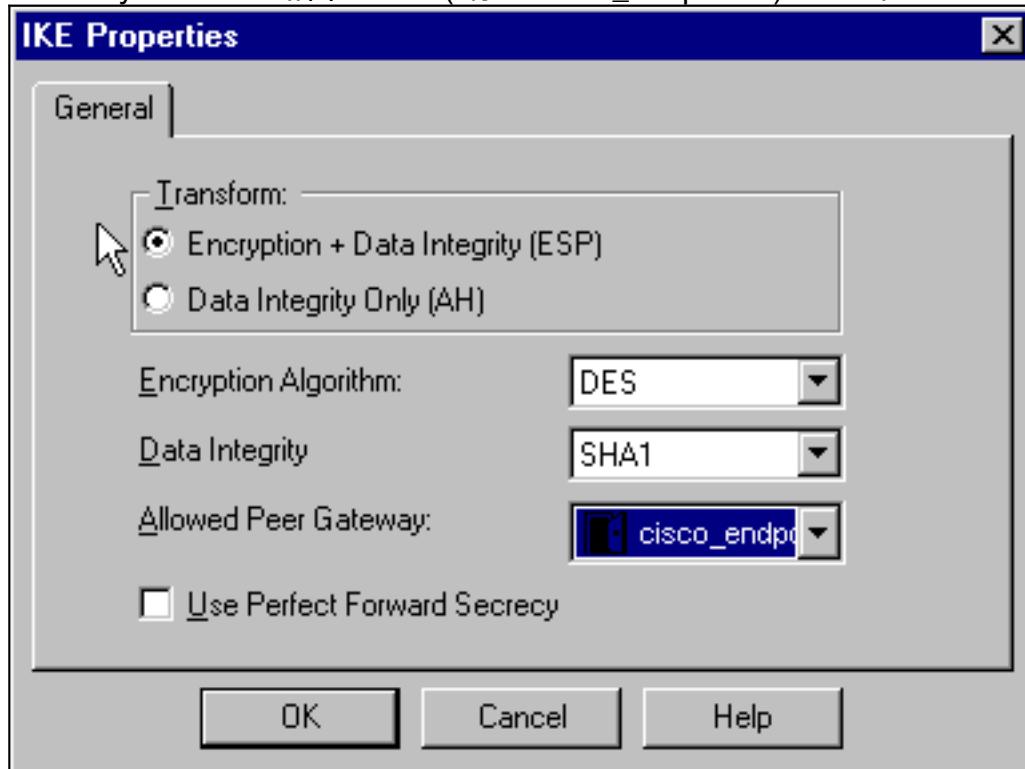 IKE Properties
General
Transform:
Encryption + Data Integrity (ESP)
Data Integrity Only (AH)
Encryption Algorithm:
DES
Data Integrity
SHA1
Allowed Peer Gateway:
cisco_endpo
Use Perfect Forward Secrecy
OK
Cancel
Help